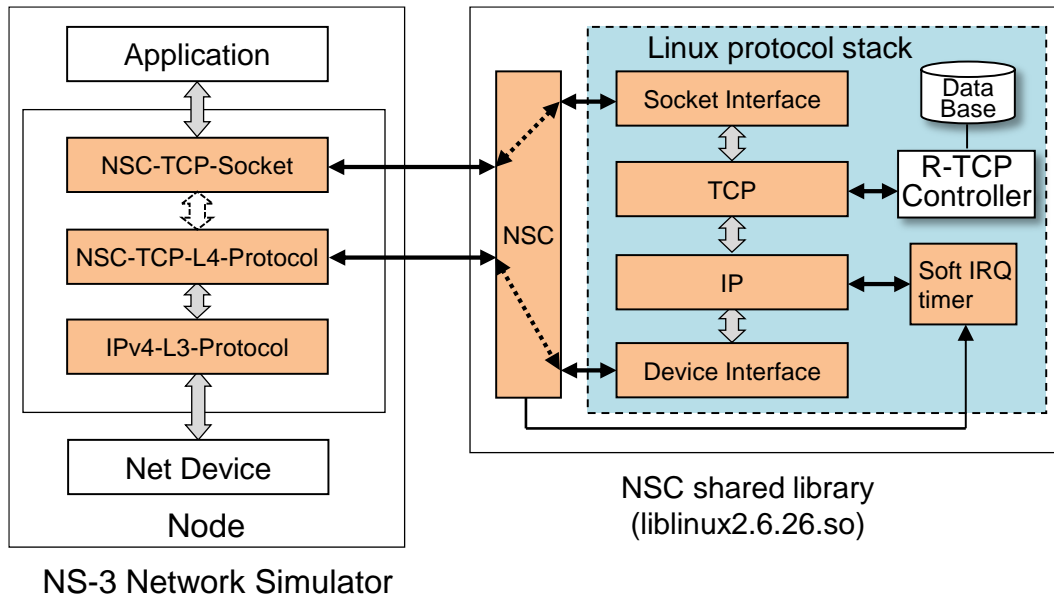 Application
NSC-TCP-Socket
NSC-TCP-L4-Protocol
IPv4-L3-Protocol
Net Device
Node
NS-3 Network Simulator
NSC
Linux protocol stack
Socket Interface
TCP
IP
Device Interface
Data
Base
R-TCP
Controller
Soft IRQ
timer
NSC shared library
(liblinux2.6.26.so)